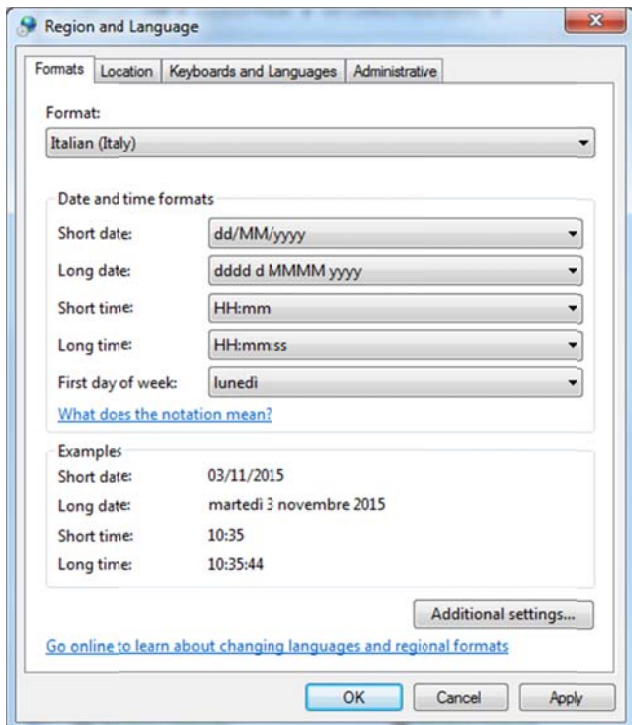 Region and Language
Formats Location Keyboards and Languages Administrative
Format:
Italian (Italy)
Date and time formats
Short date: dd/MM/yyyy
Long date: dddd d MMMM yyyy
Short time: HH:mm
Long time: HH:mm:ss
First day of week: lunedì
What does the notation mean?
Examples
Short date: 03/11/2015
Long date: martedì 3 novembre 2015
Short time: 10:35
Long time: 10:35:44
Additional settings...
Go online to learn about changing languages and regional formats
OK Cancel Apply